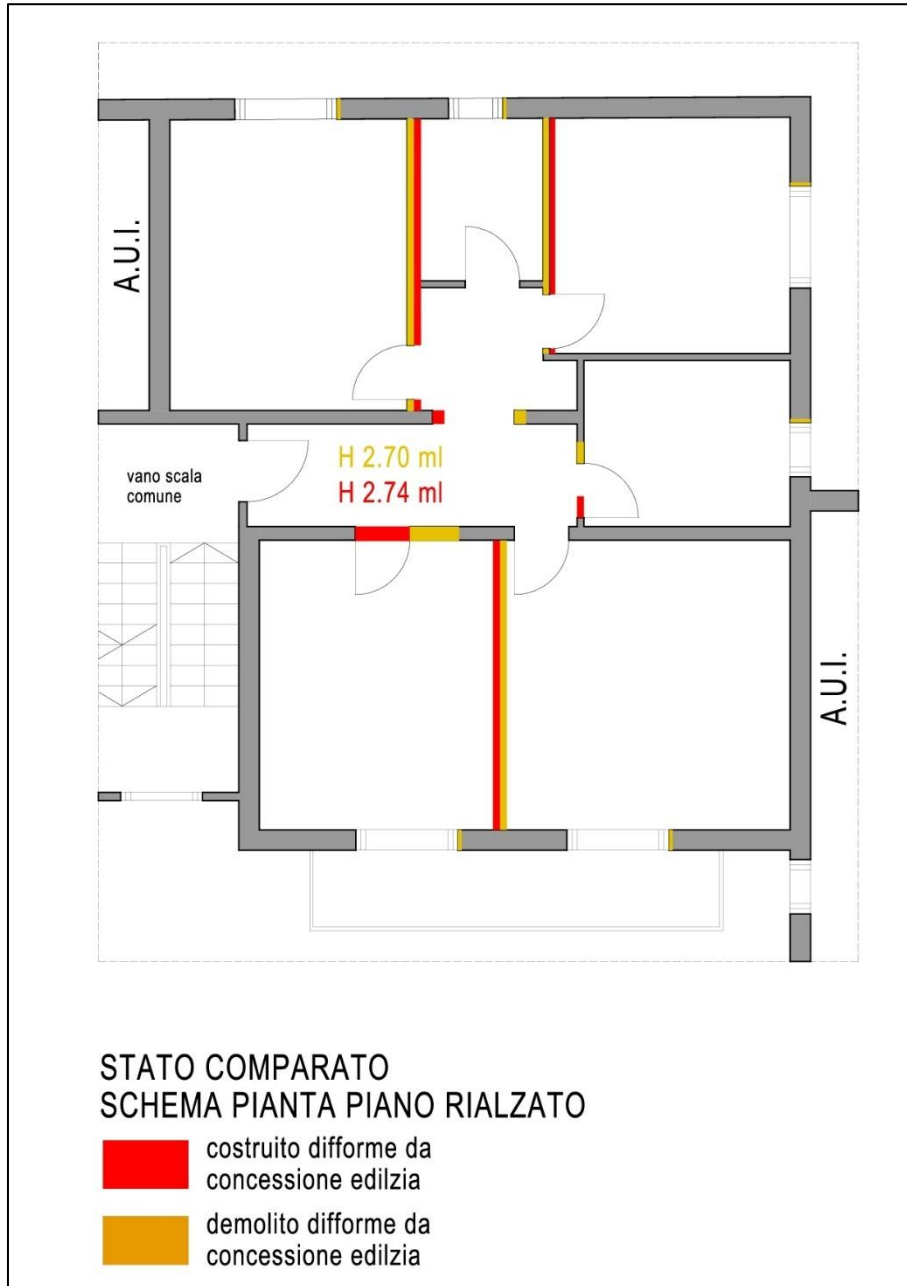 A.U.I.
vano scala
comune
H 2.70 ml
H 2.74 ml
A.U.I.
STATO COMPARATO
SCHEMA PIANTA PIANO RIALZATO
costruito difforme da
concessione edilzia
demolito difforme da
concessione edilzia